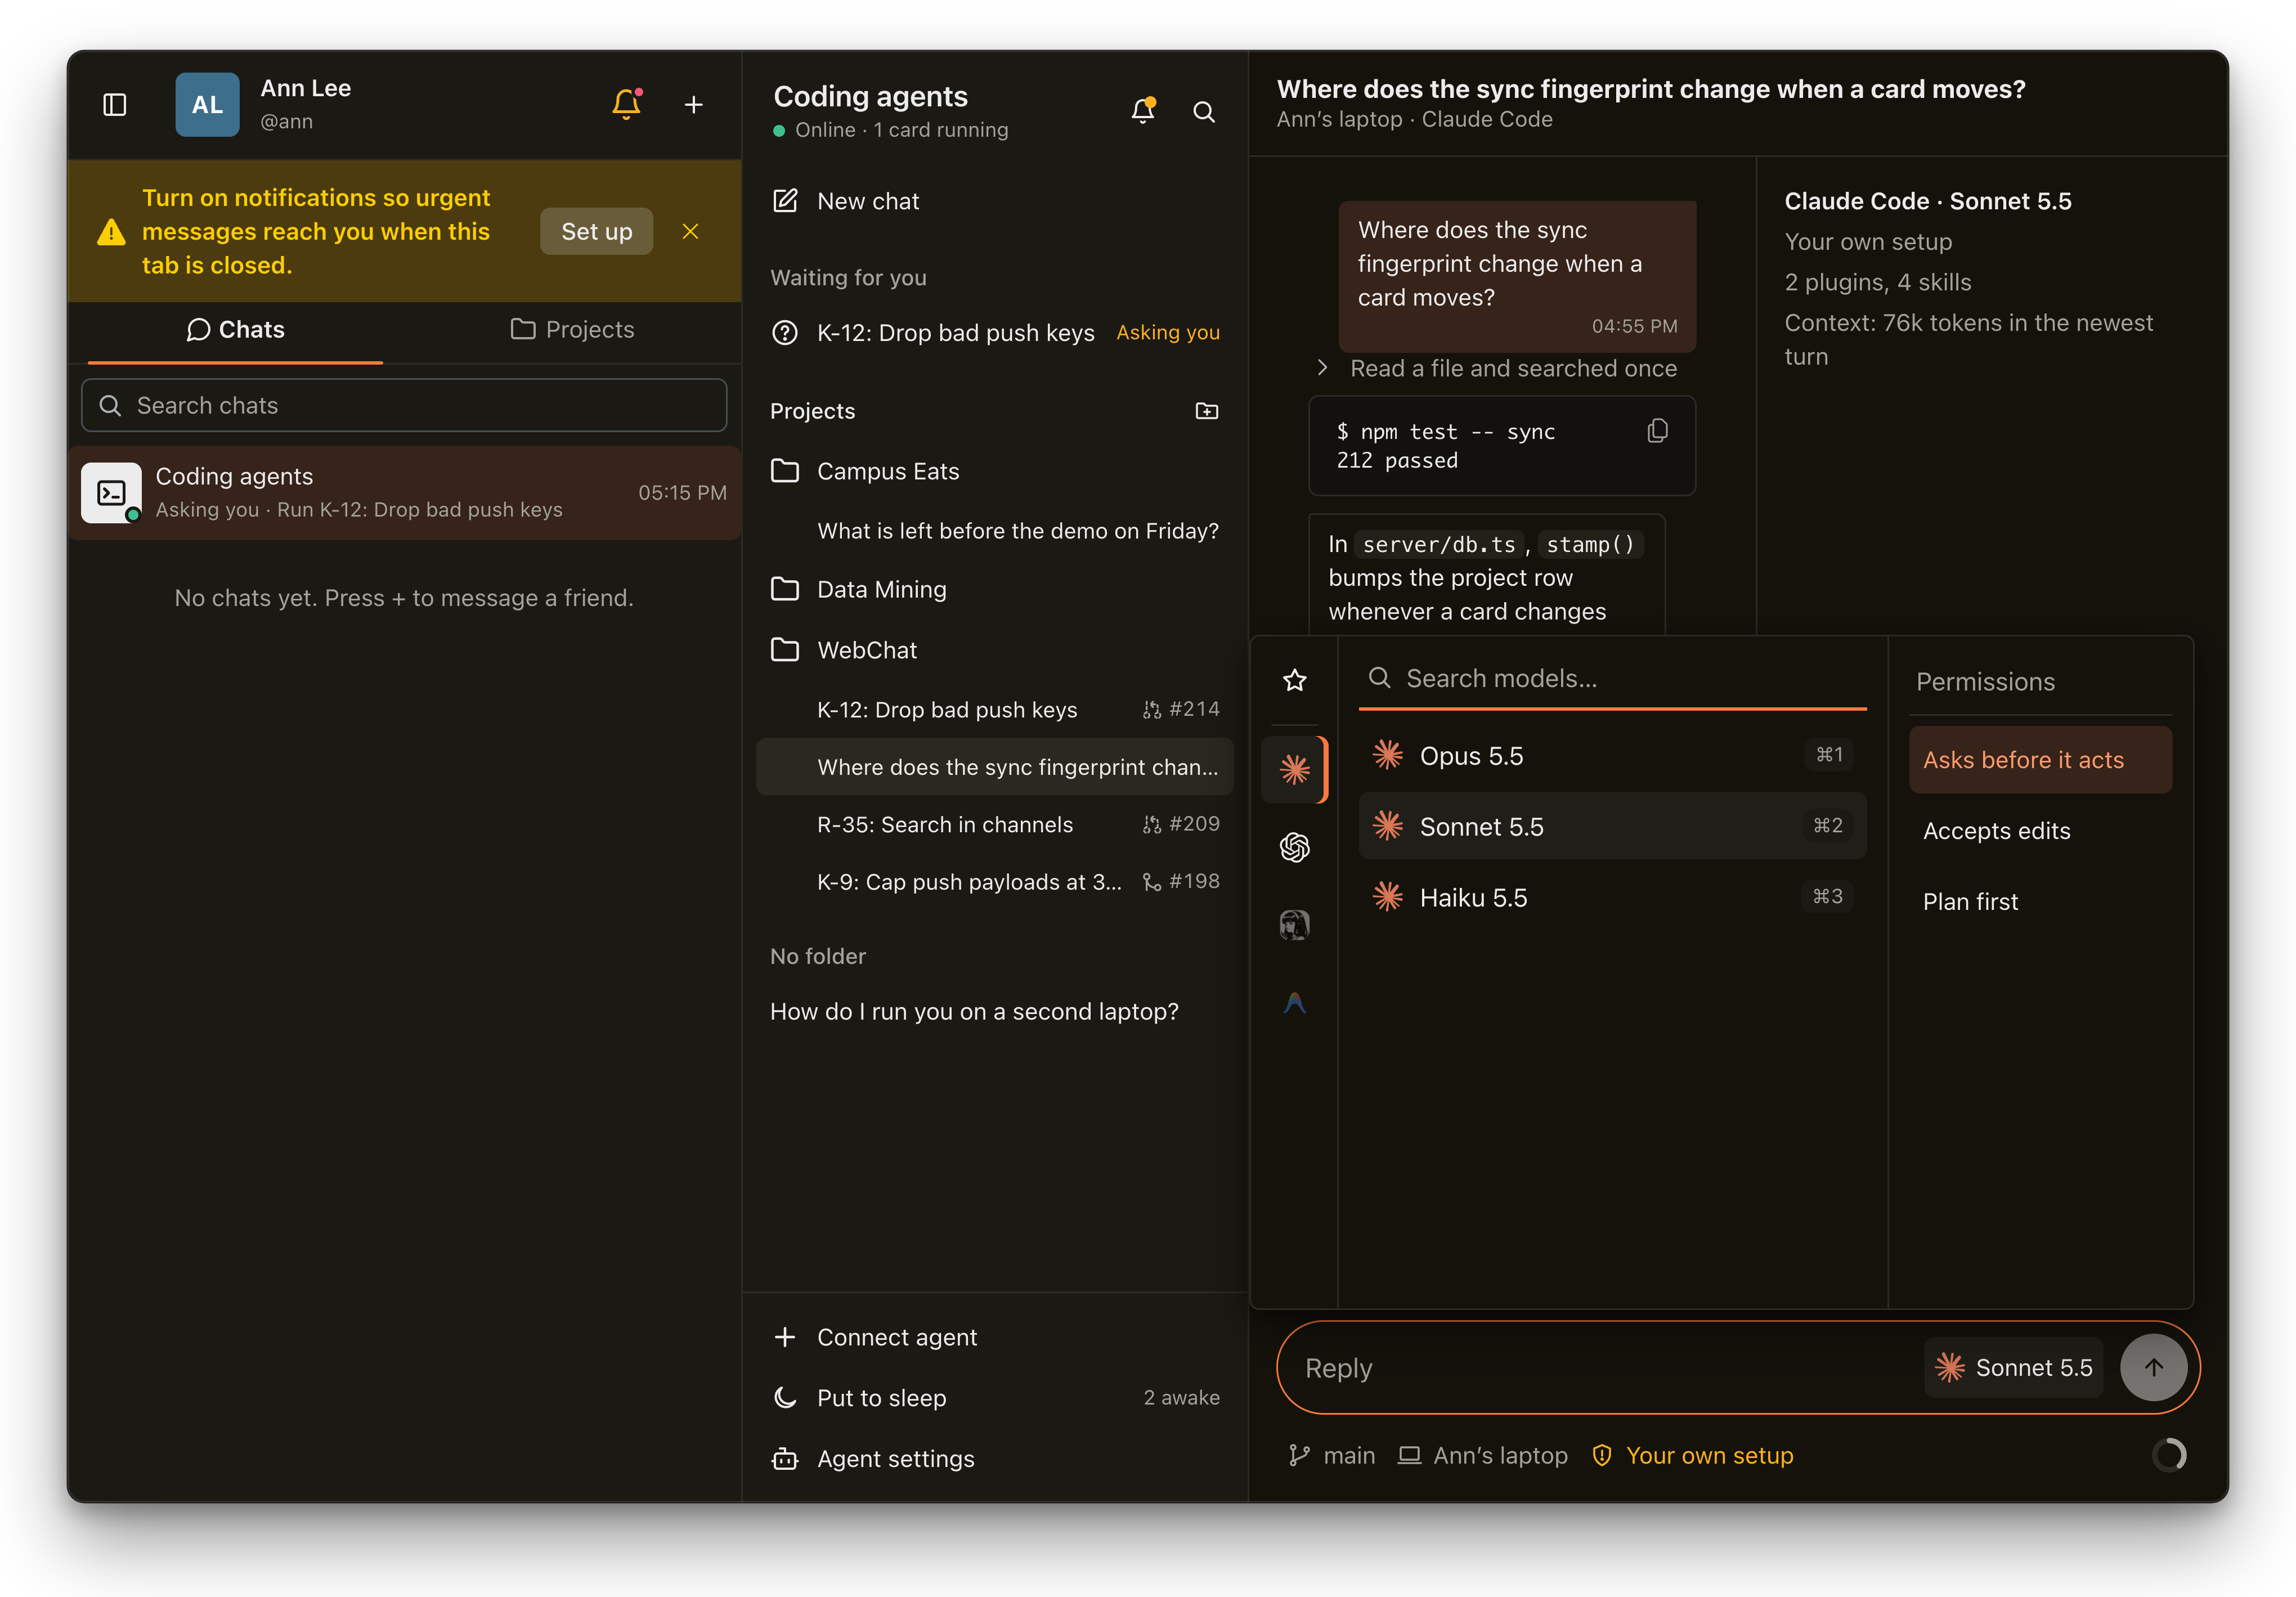 AL
Ann Lee
@ann
Turn on notifications so urgent
messages reach you when this
tab is closed.
Set up
Chats
Projects
Search chats
Coding agents
Asking you · Run K-12: Drop bad push keys
05:15 PM
No chats yet. Press + to message a friend.
Coding agents
Online · 1 card running
New chat
Waiting for you
K-12: Drop bad push keys
Asking you
Projects
Campus Eats
What is left before the demo on Friday?
Data Mining
WebChat
K-12: Drop bad push keys
#214
Where does the sync fingerprint chan...
R-35: Search in channels
#209
K-9: Cap push payloads at 3...
#198
No folder
How do I run you on a second laptop?
Connect agent
Put to sleep
2 awake
Agent settings
Where does the sync fingerprint change when a card moves?
Ann’s laptop · Claude Code
Where does the sync
fingerprint change when a
card moves?
04:55 PM
Read a file and searched once
$ npm test -- sync
212 passed
In server/db.ts, stamp()
bumps the project row
whenever a card changes
Claude Code · Sonnet 5.5
Your own setup
2 plugins, 4 skills
Context: 76k tokens in the newest
turn
Search models...
Opus 5.5
⌘1
Sonnet 5.5
⌘2
Haiku 5.5
⌘3
Permissions
Asks before it acts
Accepts edits
Plan first
Reply
Sonnet 5.5
main
Ann’s laptop
Your own setup